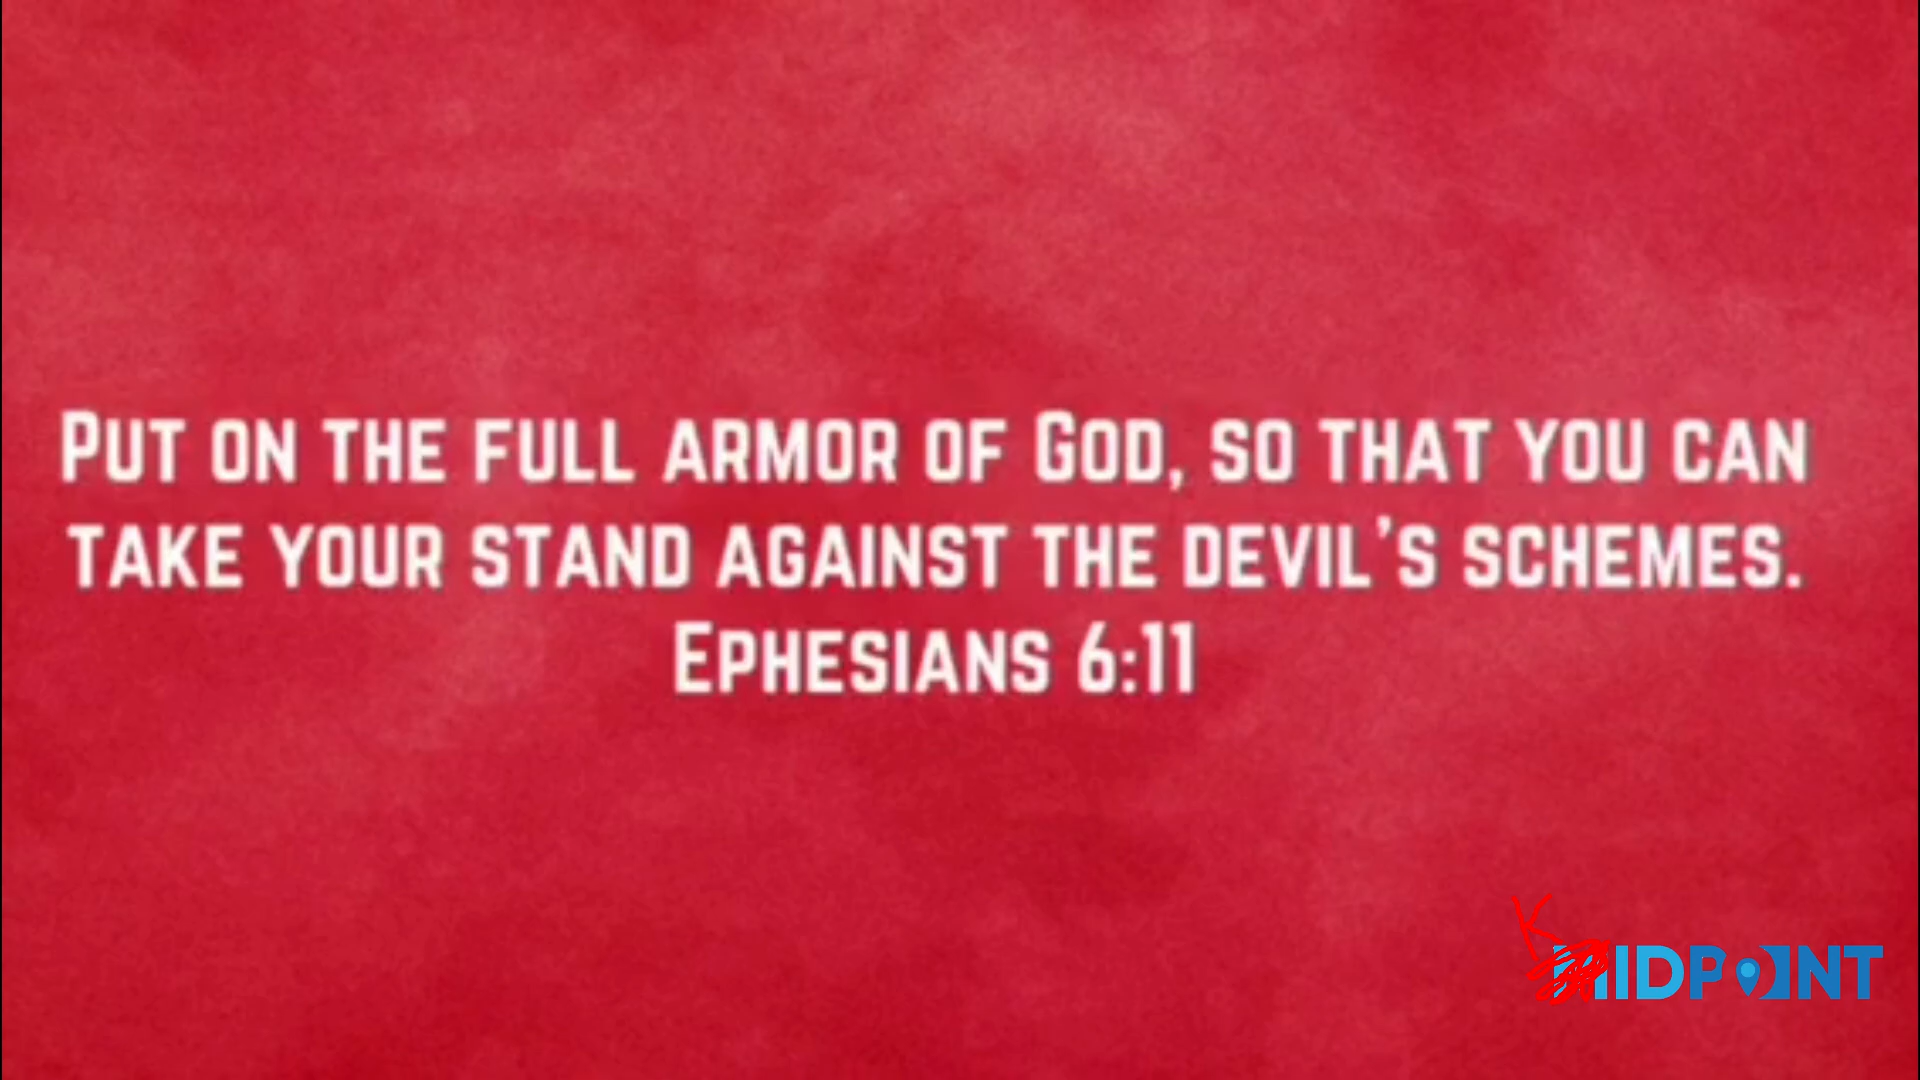 Put on the full armor of God, so that you can
take your stand against the devil's schemes.
Ephesians 6:11
K
MIDPOINT